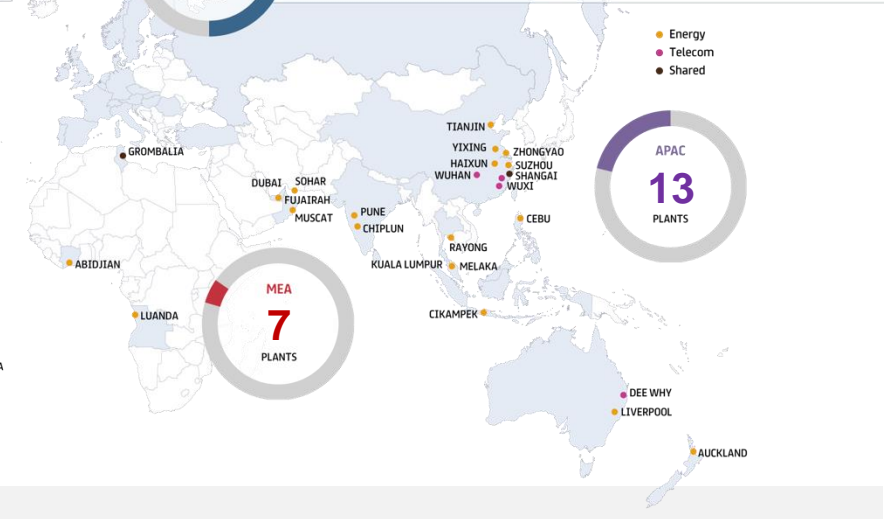 Energy
Telecom
Shared
TIANJIN
YIXING
ZHONGYAO
HAIXUN
SUZHOU
WUHAN
SHANGAI
WUXI
APAC
13
PLANTS
GROMBALIA
DUBAI
SOHAR
FUJAIRAH
MUSCAT
PUNE
CHIPLUN
CEBU
RAYONG
KUALA LUMPUR
MELAKA
ABIDJIAN
MEA
7
PLANTS
LUANDA
CIKAMPEK
DEE WHY
LIVERPOOL
AUCKLAND